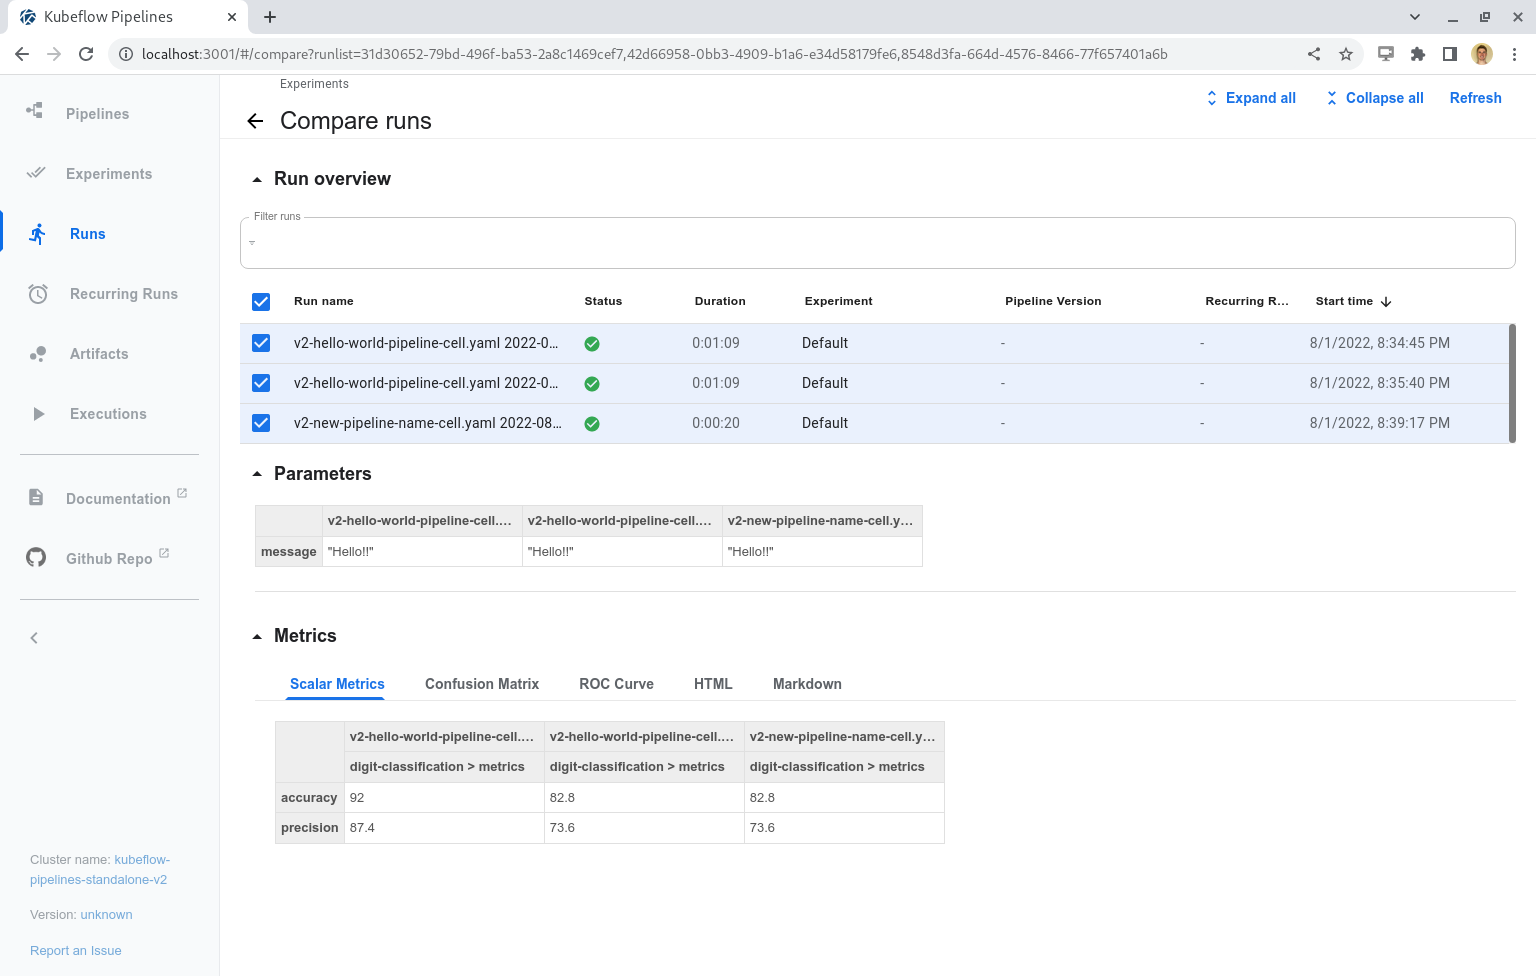 Kubeflow Pipelines
localhost:3001/#/compare?runlist=31d30652-79bd-496f-ba53-2a8c1469cef7,42d66958-0bb3-4909-b1a6-e34d58179fe6,8548d3fa-664d-4576-8466-77f657401a6b
Pipelines
Experiments
Runs
Recurring Runs
Artifacts
Executions
Documentation
Github Repo
Cluster name: kubeflow-
pipelines-standalone-v2
Version: unknown
Report an Issue
Experiments
Compare runs
Expand all Collapse all Refresh
Run overview
Filter runs
Run name Status Duration Experiment Pipeline Version Recurring R... Start time
v2-hello-world-pipeline-cell.yaml 2022-0... 0:01:09 Default - - 8/1/2022, 8:34:45 PM
v2-hello-world-pipeline-cell.yaml 2022-0... 0:01:09 Default - - 8/1/2022, 8:35:40 PM
v2-new-pipeline-name-cell.yaml 2022-08... 0:00:20 Default - - 8/1/2022, 8:39:17 PM
Parameters
v2-hello-world-pipeline-cell.... v2-hello-world-pipeline-cell.... v2-new-pipeline-name-cell.y...
message "Hello!!" "Hello!!" "Hello!!"
Metrics
Scalar Metrics Confusion Matrix ROC Curve HTML Markdown
v2-hello-world-pipeline-cell.... v2-hello-world-pipeline-cell.... v2-new-pipeline-name-cell.y...
digit-classification > metrics digit-classification > metrics digit-classification > metrics
accuracy 92 82.8 82.8
precision 87.4 73.6 73.6